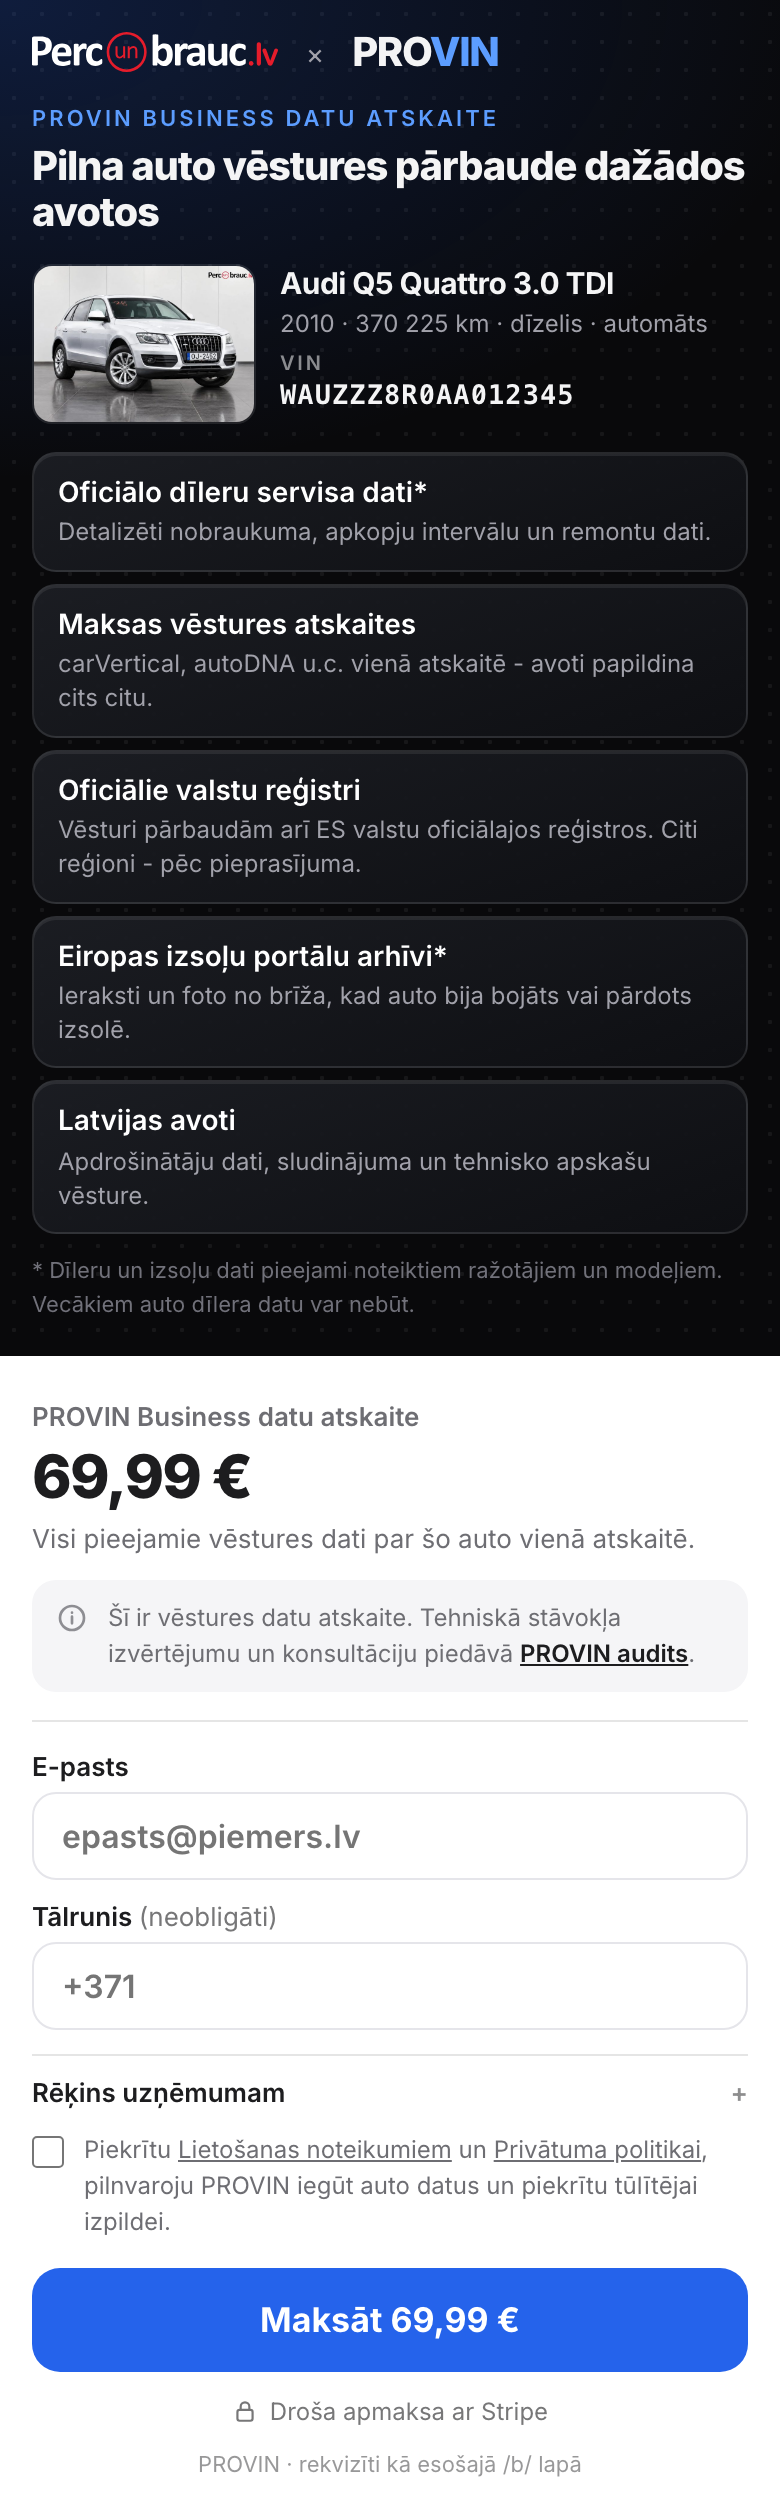 Perc un brauc.lv × PROVIN
PROVIN BUSINESS DATU ATSKAITE
Pilna auto vēstures pārbaude dažādos
avotos
Perc un brauc.lv
Audi Q5 Quattro 3.0 TDI
2010 · 370 225 km · dīzelis · automāts
VIN
WAUZZZ8R0AA012345
Oficiālo dīleru servisa dati*
Detalizēti nobraukuma, apkopju intervālu un remontu dati.
Maksas vēstures atskaites
carVertical, autoDNA u.c. vienā atskaitē - avoti papildina
cits citu.
Oficiālie valstu reģistri
Vēsturi pārbaudām arī ES valstu oficiālajos reģistros. Citi
reģioni - pēc pieprasījuma.
Eiropas izsoļu portālu arhīvi*
Ieraksti un foto no brīža, kad auto bija bojāts vai pārdots
izsolē.
Latvijas avoti
Apdrošinātāju dati, sludinājuma un tehnisko apskašu
vēsture.
* Dīleru un izsoļu dati pieejami noteiktiem ražotājiem un modeļiem.
Vecākiem auto dīlera datu var nebūt.
PROVIN Business datu atskaite
69,99 €
Visi pieejamie vēstures dati par šo auto vienā atskaitē.
Šī ir vēstures datu atskaite. Tehniskā stāvokļa
izvērtējumu un konsultāciju piedāvā PROVIN audits.
E-pasts
epasts@piemers.lv
Tālrunis (neobligāti)
+371
Rēķins uzņēmumam +
Piekrītu Lietošanas noteikumiem un Privātuma politikai,
pilnvaroju PROVIN iegūt auto datus un piekrītu tūlītējai
izpildei.
Maksāt 69,99 €
Droša apmaksa ar Stripe
PROVIN · rekvizīti kā esošajā /b/ lapā